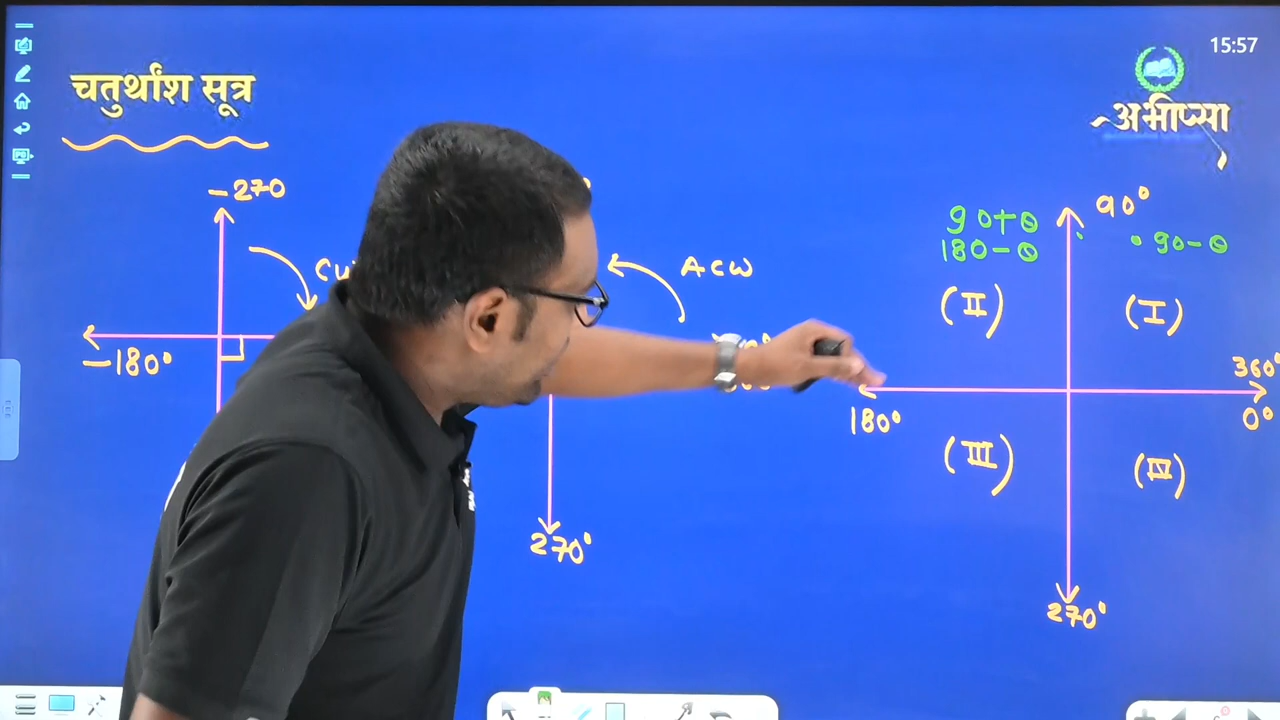 15:57
चतुर्थांश सूत्र
अभीप्सा
-270
CW
-180°
ACW
270°
90°
90+θ
180-θ
90-θ
(II)
(I)
360°
180°
0°
(III)
(IV)
270°